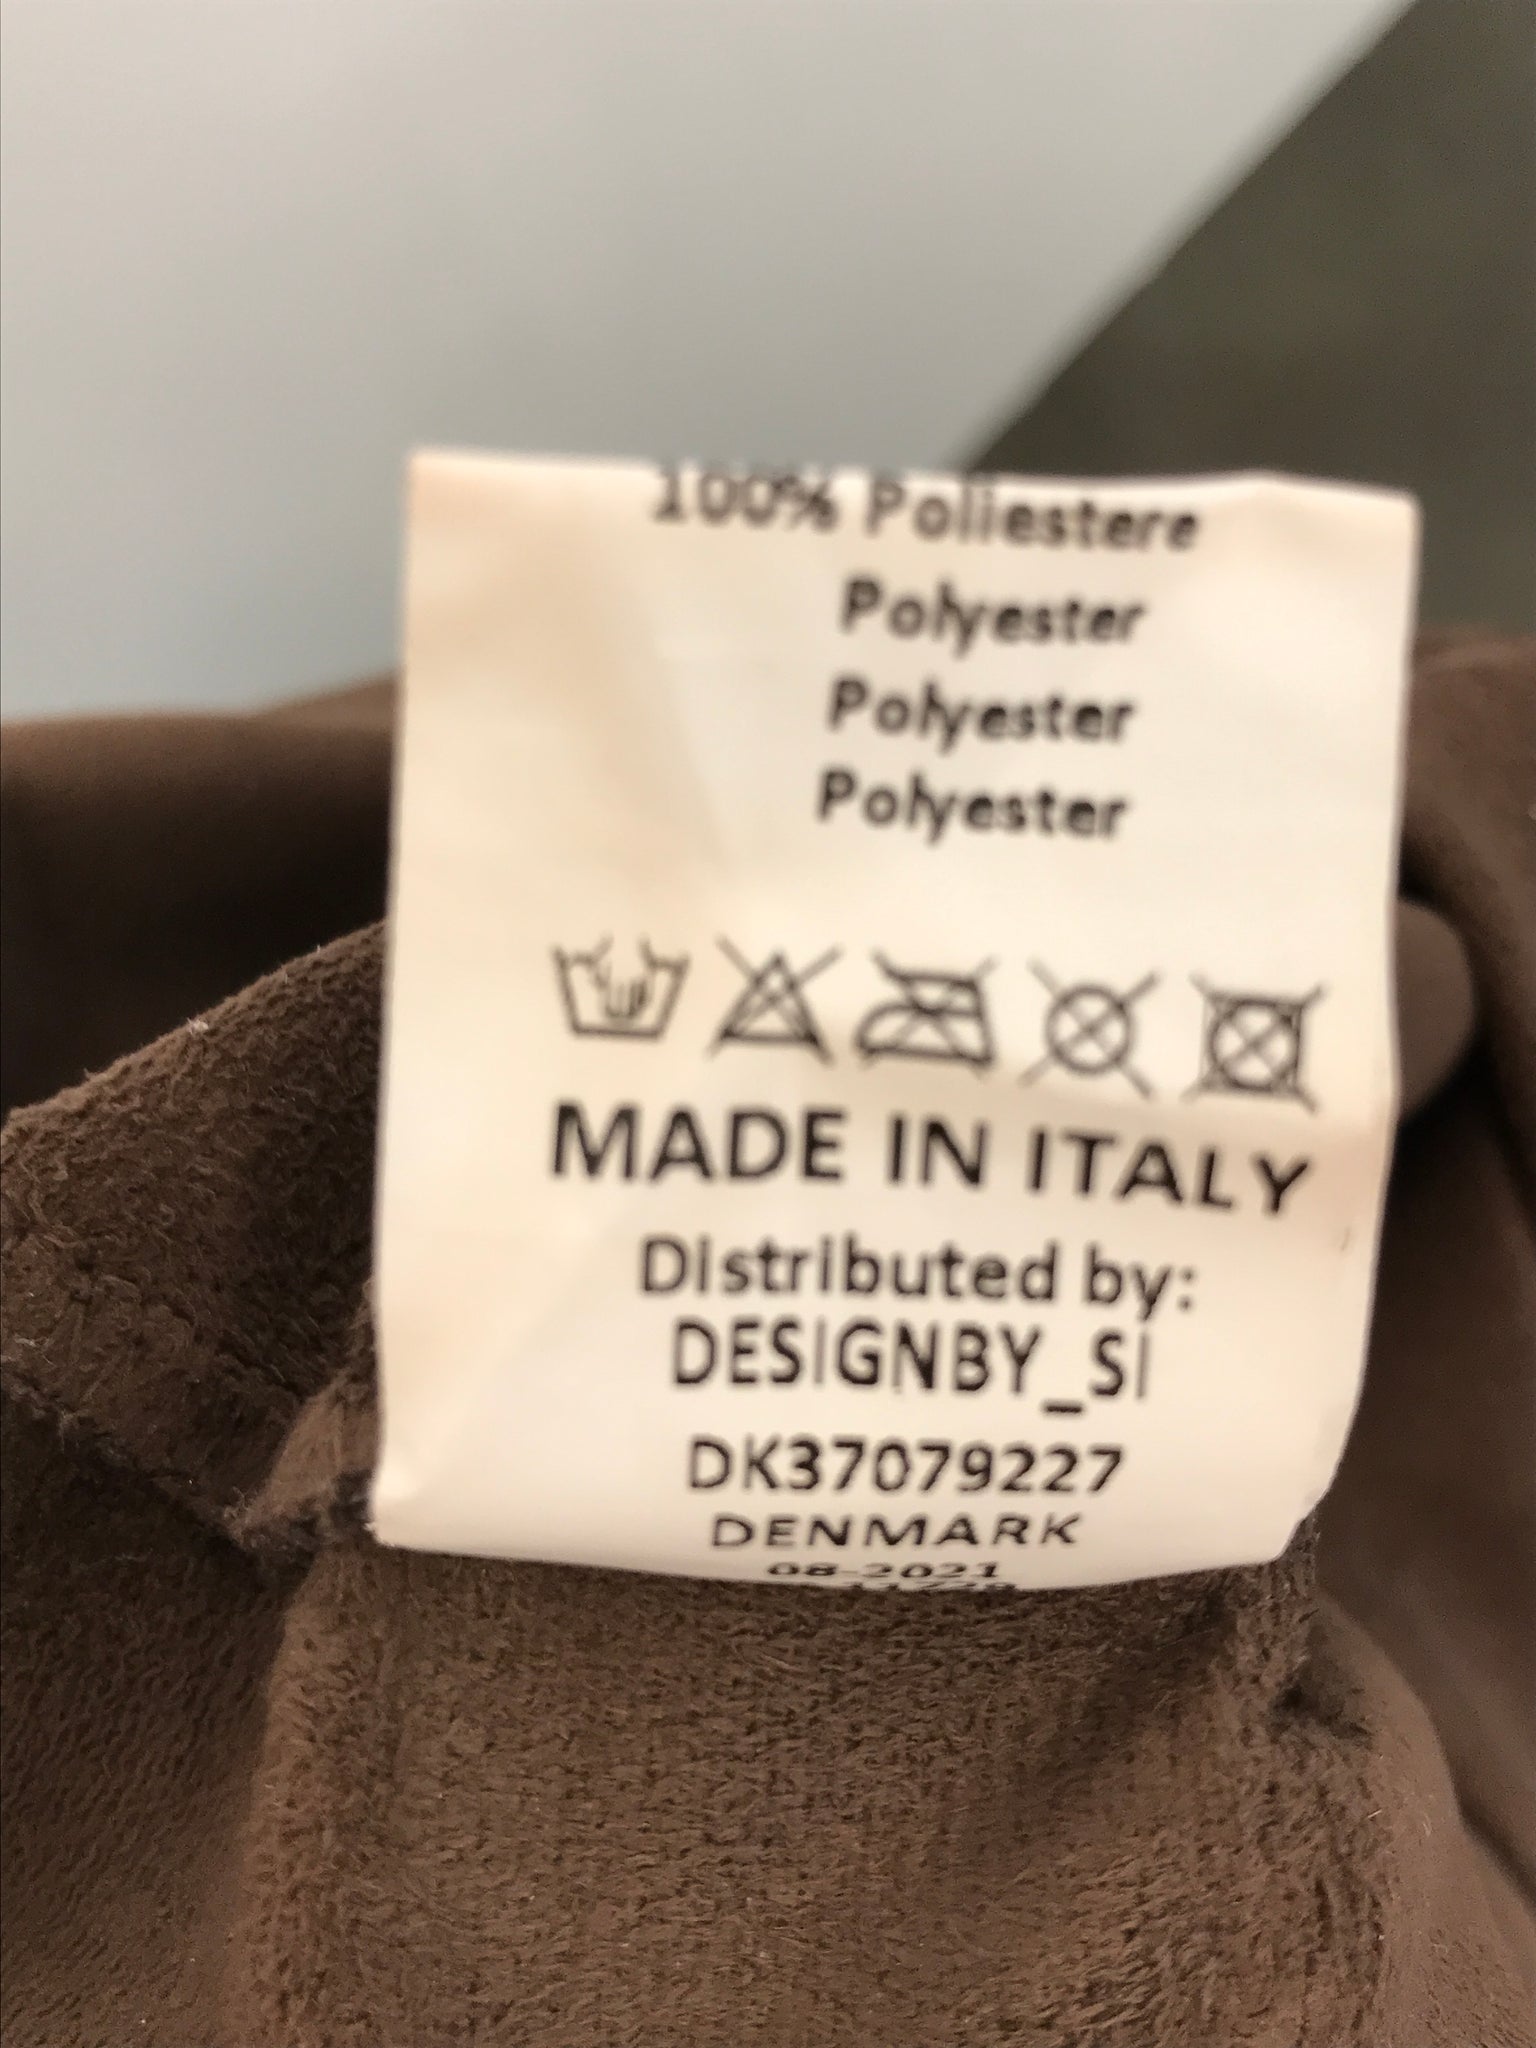 100% Poliestere
Polyester
Polyester
Polyester
MADE IN ITALY
Distributed by:
DESIGNBY_SI
DK37079227
DENMARK
08-2021